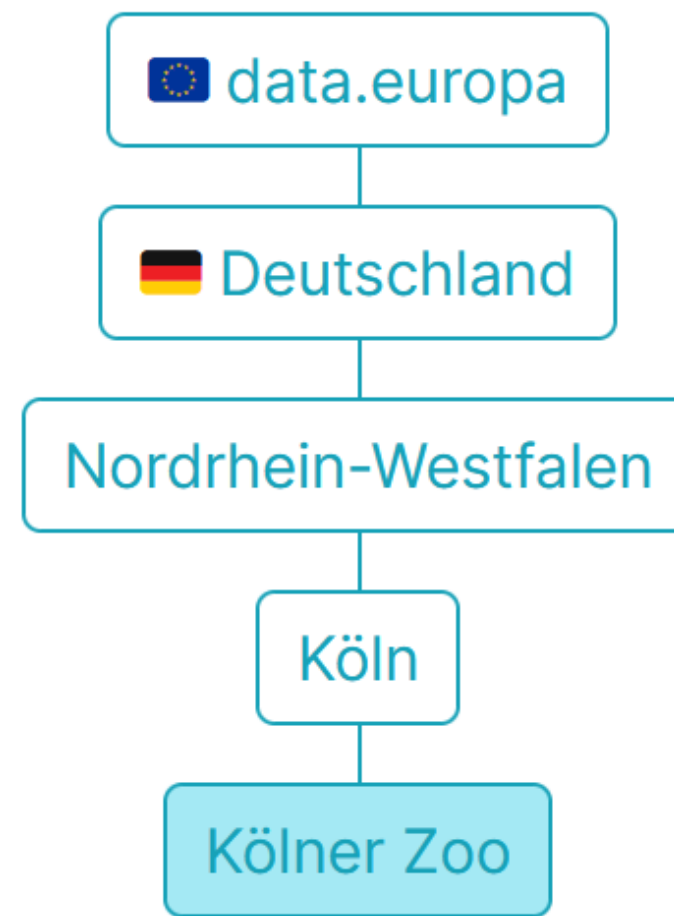 data.europa
Deutschland
Nordrhein-Westfalen
Köln
Kölner Zoo